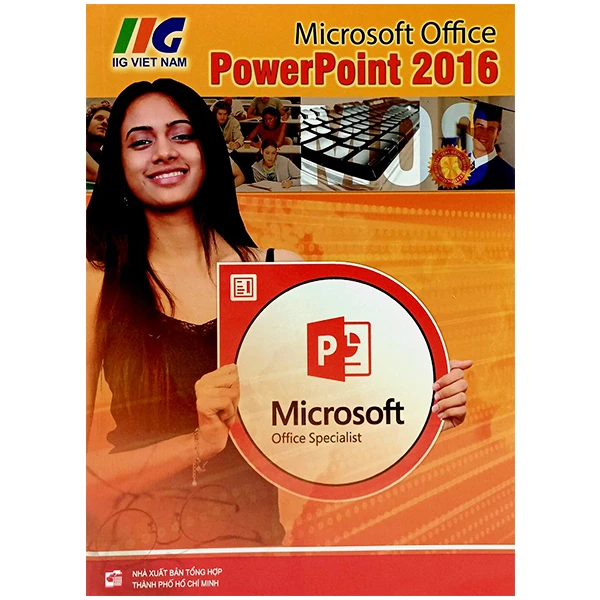 IIG
IIG VIET NAM
Microsoft Office
PowerPoint 2016
MOS
P
Microsoft
Office Specialist
NHÀ XUẤT BẢN TỔNG HỢP
THÀNH PHỐ HỒ CHÍ MINH